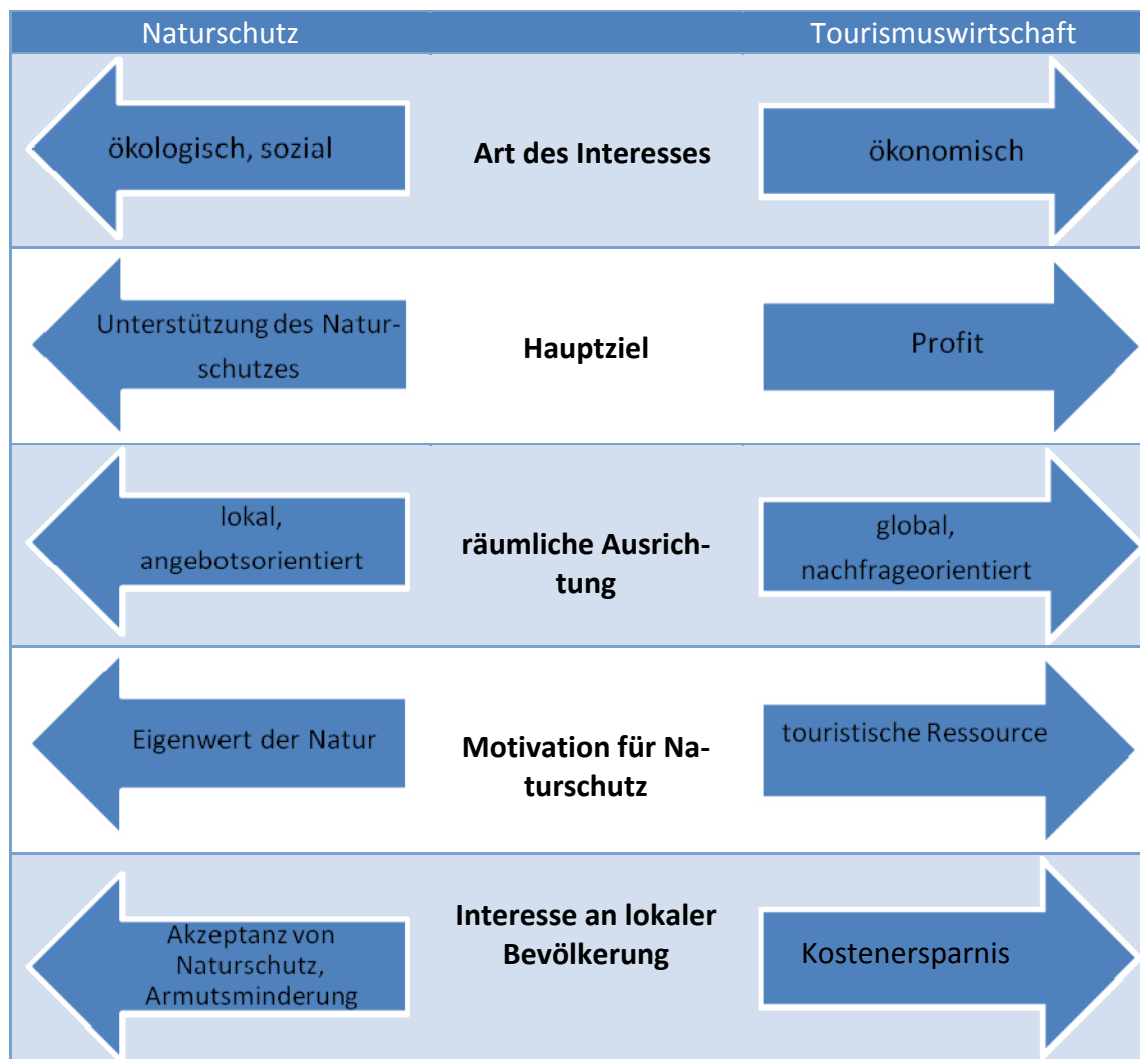 Naturschutz
Tourismuswirtschaft
ökologisch, sozial
Art des Interesses
ökonomisch
Unterstützung des Natur-
schutzes
Hauptziel
Profit
lokal,
angebotsorientiert
räumliche Ausrich-
tung
global,
nachfrageorientiert
Eigenwert der Natur
Motivation für Na-
turschutz
touristische Ressource
Akzeptanz von
Naturschutz,
Armutsminderung
Interesse an lokaler
Bevölkerung
Kostenersparnis